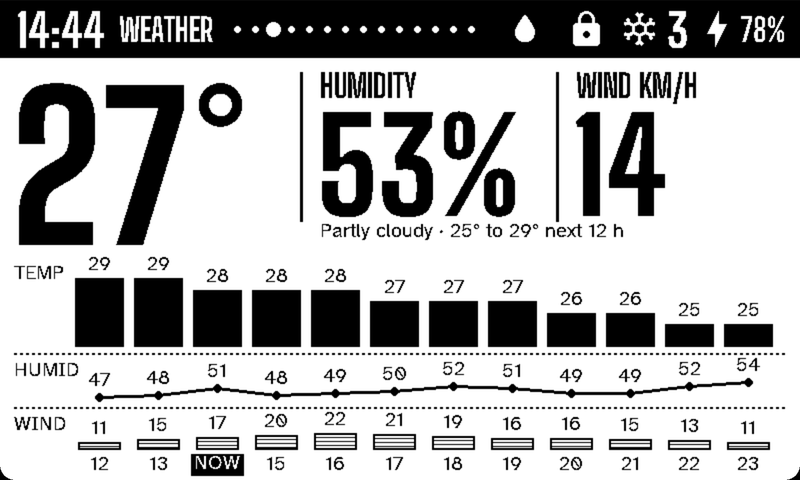 14:44 WEATHER 3 78%
27° HUMIDITY WIND KM/H
53% 14
Partly cloudy · 25° to 29° next 12 h
TEMP 29 29 28 28 28 27 27 27 26 26 25 25
HUMID 47 48 51 48 49 50 52 51 49 49 52 54
WIND 11 15 17 20 22 21 19 16 16 15 13 11
12 13 NOW 15 16 17 18 19 20 21 22 23